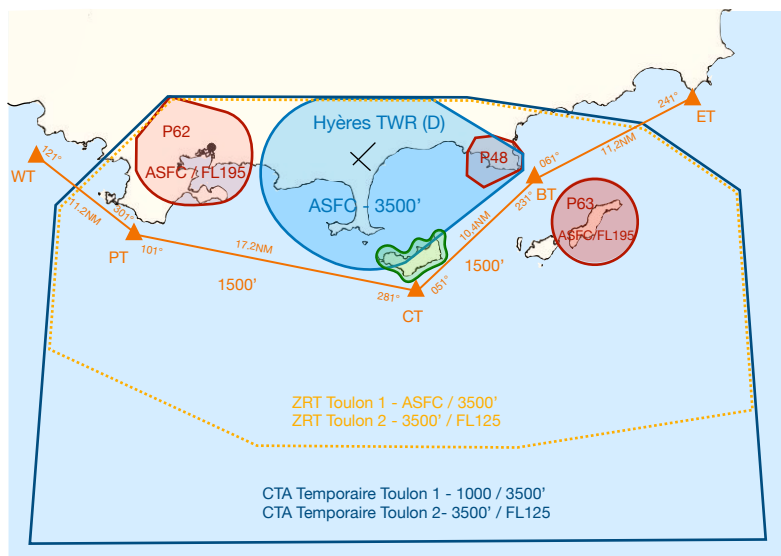 ET
241°
11,2NM
061°
BT
231°
P62
ASFC / FL195
Hyères TWR (D)
P48
ASFC - 3500'
121°
WT
11,2NM
301°
PT
101°
17,2NM
1500'
281°
CT
051°
10,4NM
1500'
P63
ASFC/FL195
ZRT Toulon 1 - ASFC / 3500'
ZRT Toulon 2 - 3500' / FL125
CTA Temporaire Toulon 1 - 1000 / 3500'
CTA Temporaire Toulon 2- 3500' / FL125